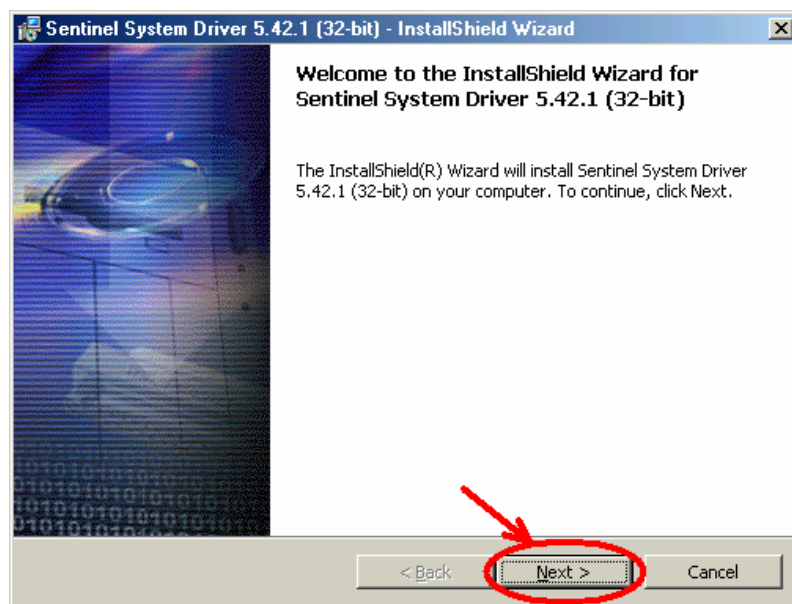 Sentinel System Driver 5.42.1 (32-bit) - InstallShield Wizard
Welcome to the InstallShield Wizard for
Sentinel System Driver 5.42.1 (32-bit)
The InstallShield(R) Wizard will install Sentinel System Driver
5.42.1 (32-bit) on your computer. To continue, click Next.
< Back
Next >
Cancel